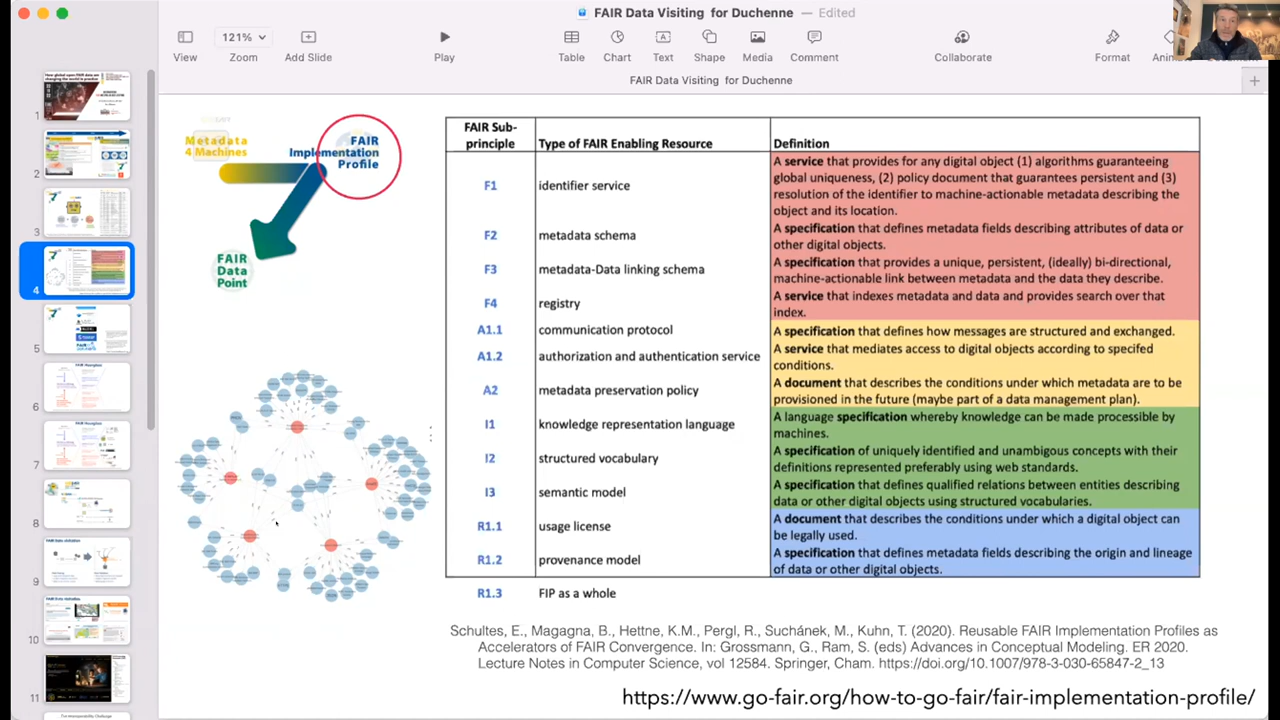 FAIR Data Visiting for Duchenne — Edited
121%
View
Zoom
Add Slide
Play
Table
Chart
Text
Shape
Media
Comment
Collaborate
Format
FAIR Data Visiting for Duchenne
1
2
3
4
5
6
7
8
9
10
11
Metadata
4 Machines
FAIR
Implementation
Profile
FAIR
Data
Point
FAIR Sub-
principle
Type of FAIR Enabling Resource
Definition
F1
identifier service
A service that provides for any digital object (1) algorithms guaranteeing
global uniqueness, (2) policy document that guarantees persistent and (3)
resolution of the identifier to machine-actionable metadata describing the
object and its location.
F2
metadata schema
A specification that defines metadata fields describing attributes of data or
other digital objects.
F3
metadata-Data linking schema
A specification that provides a unique, persistent, (ideally) bi-directional,
machine-actionable link between metadata and the data they describe.
F4
registry
A service that indexes metadata and data and provides search over that
index.
A1.1
communication protocol
A specification that defines how messages are structured and exchanged.
A1.2
authorization and authentication service
A service that mediates access to digital objects according to specifed
conditions.
A2
metadata preservation policy
A document that describes the conditions under which metadata are to be
provisioned in the future (maybe part of a data management plan).
I1
knowledge representation language
A language specification whereby knowledge can be made processible by
machines.
I2
structured vocabulary
A specification of uniquely identified and unambigous concepts with their
definitions represented preferably using web standards.
I3
semantic model
A specification that defines qualified relations between entities describing
data or other digital objects using structured vocabularies.
R1.1
usage license
A document that describes the conditions under which a digital object can
be legally used.
R1.2
provenance model
A specification that defines metadata fields describing the origin and lineage
of data or other digital objects.
R1.3
FIP as a whole
Schultes, E., Magagna, B., Hettne, K.M., Pergl, R., Suchánek, M., Kuhn, T. (2020). Reusable FAIR Implementation Profiles as
Accelerators of FAIR Convergence. In: Grossmann, G., Ram, S. (eds) Advances in Conceptual Modeling. ER 2020.
Lecture Notes in Computer Science, vol 12584. Springer, Cham. https://doi.org/10.1007/978-3-030-65847-2_13
https://www.go-fair.org/how-to-go-fair/fair-implementation-profile/